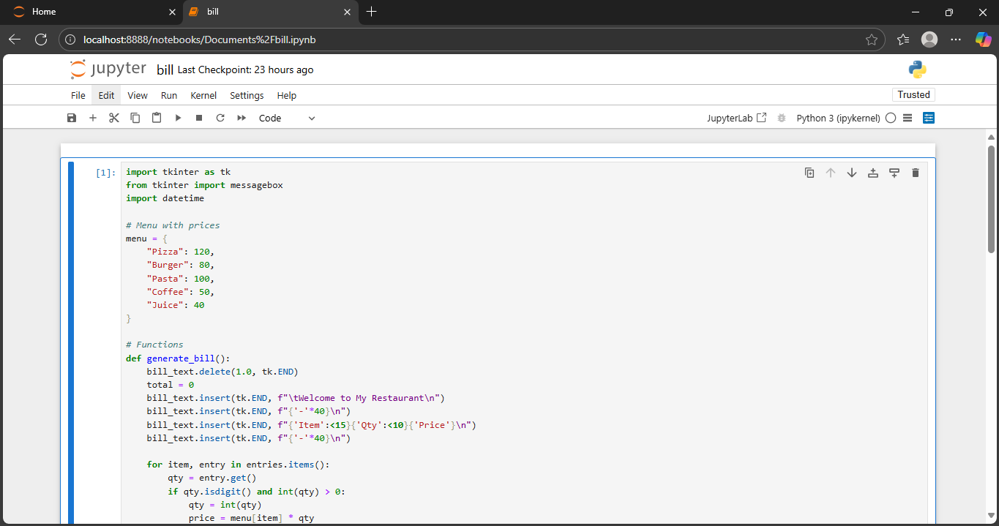 Home
bill
localhost:8888/notebooks/Documents%2Fbill.ipynb
jupyter bill Last Checkpoint: 23 hours ago
File Edit View Run Kernel Settings Help
Trusted
Code
JupyterLab
Python 3 (ipykernel)
[1]:
import tkinter as tk
from tkinter import messagebox
import datetime
# Menu with prices
menu = {
    "Pizza": 120,
    "Burger": 80,
    "Pasta": 100,
    "Coffee": 50,
    "Juice": 40
}
# Functions
def generate_bill():
    bill_text.delete(1.0, tk.END)
    total = 0
    bill_text.insert(tk.END, f"\tWelcome to My Restaurant\n")
    bill_text.insert(tk.END, f"{'-'*40}\n")
    bill_text.insert(tk.END, f"{'Item':<15}{'Qty':<10}{'Price'}\n")
    bill_text.insert(tk.END, f"{'-'*40}\n")
    for item, entry in entries.items():
        qty = entry.get()
        if qty.isdigit() and int(qty) > 0:
            qty = int(qty)
            price = menu[item] * qty